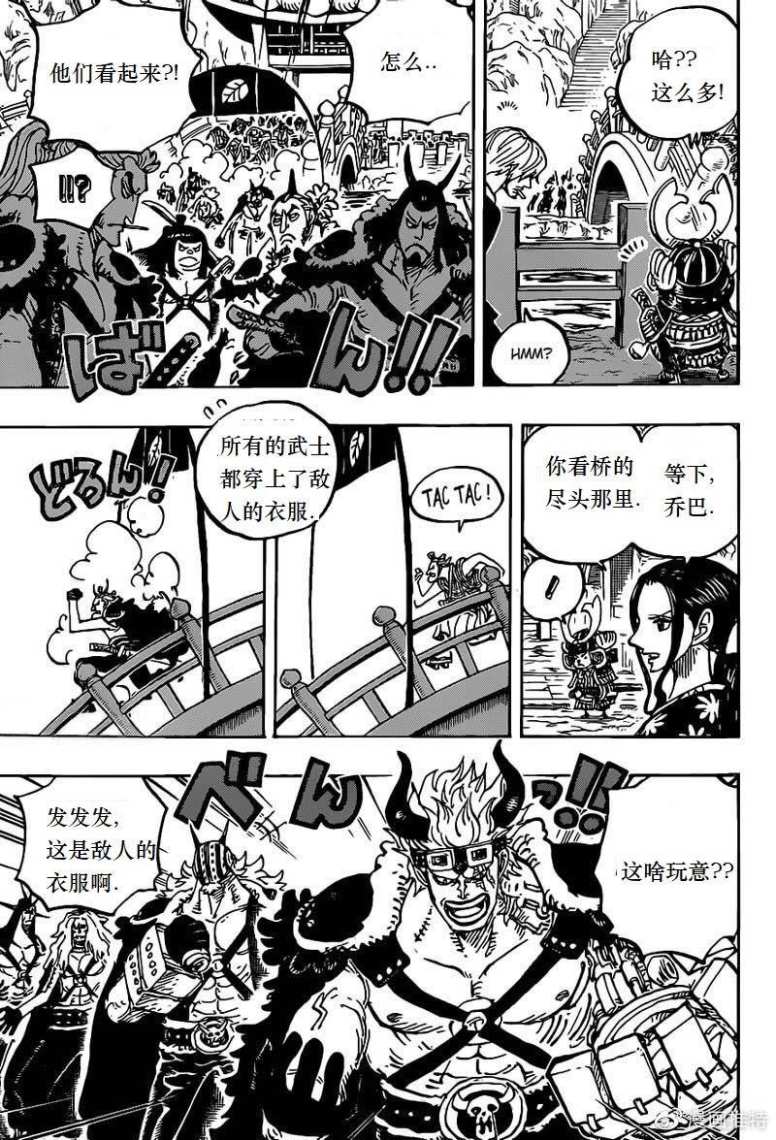 哈??
这么多!
HMM?
怎么..
他们看起来?!
!!?
ばん!!
等下,
乔巴.
你看桥的
尽头那里.
!
TAC TAC!
所有的武士
都穿上了敌
人的衣服.
どろん!
这啥玩意??
べん..!!
发发发,
这是敌人的
衣服啊.